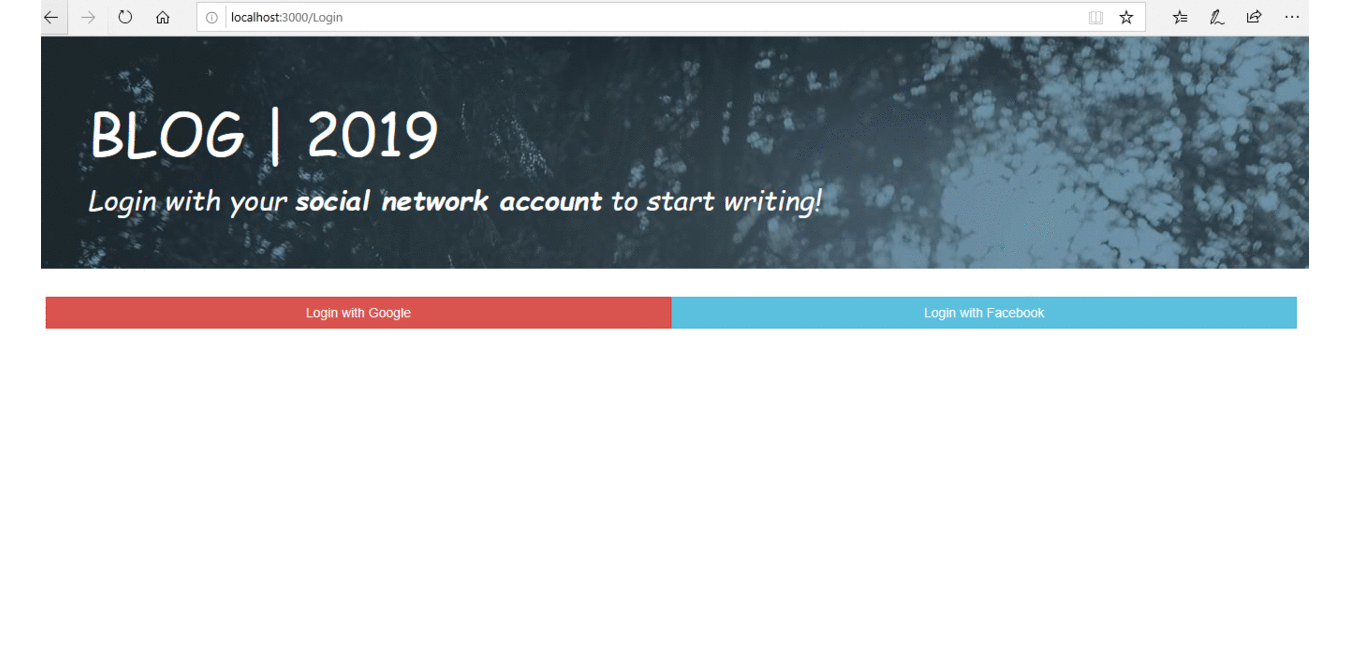 localhost:3000/Login
BLOG | 2019
Login with your social network account to start writing!
Login with Google
Login with Facebook